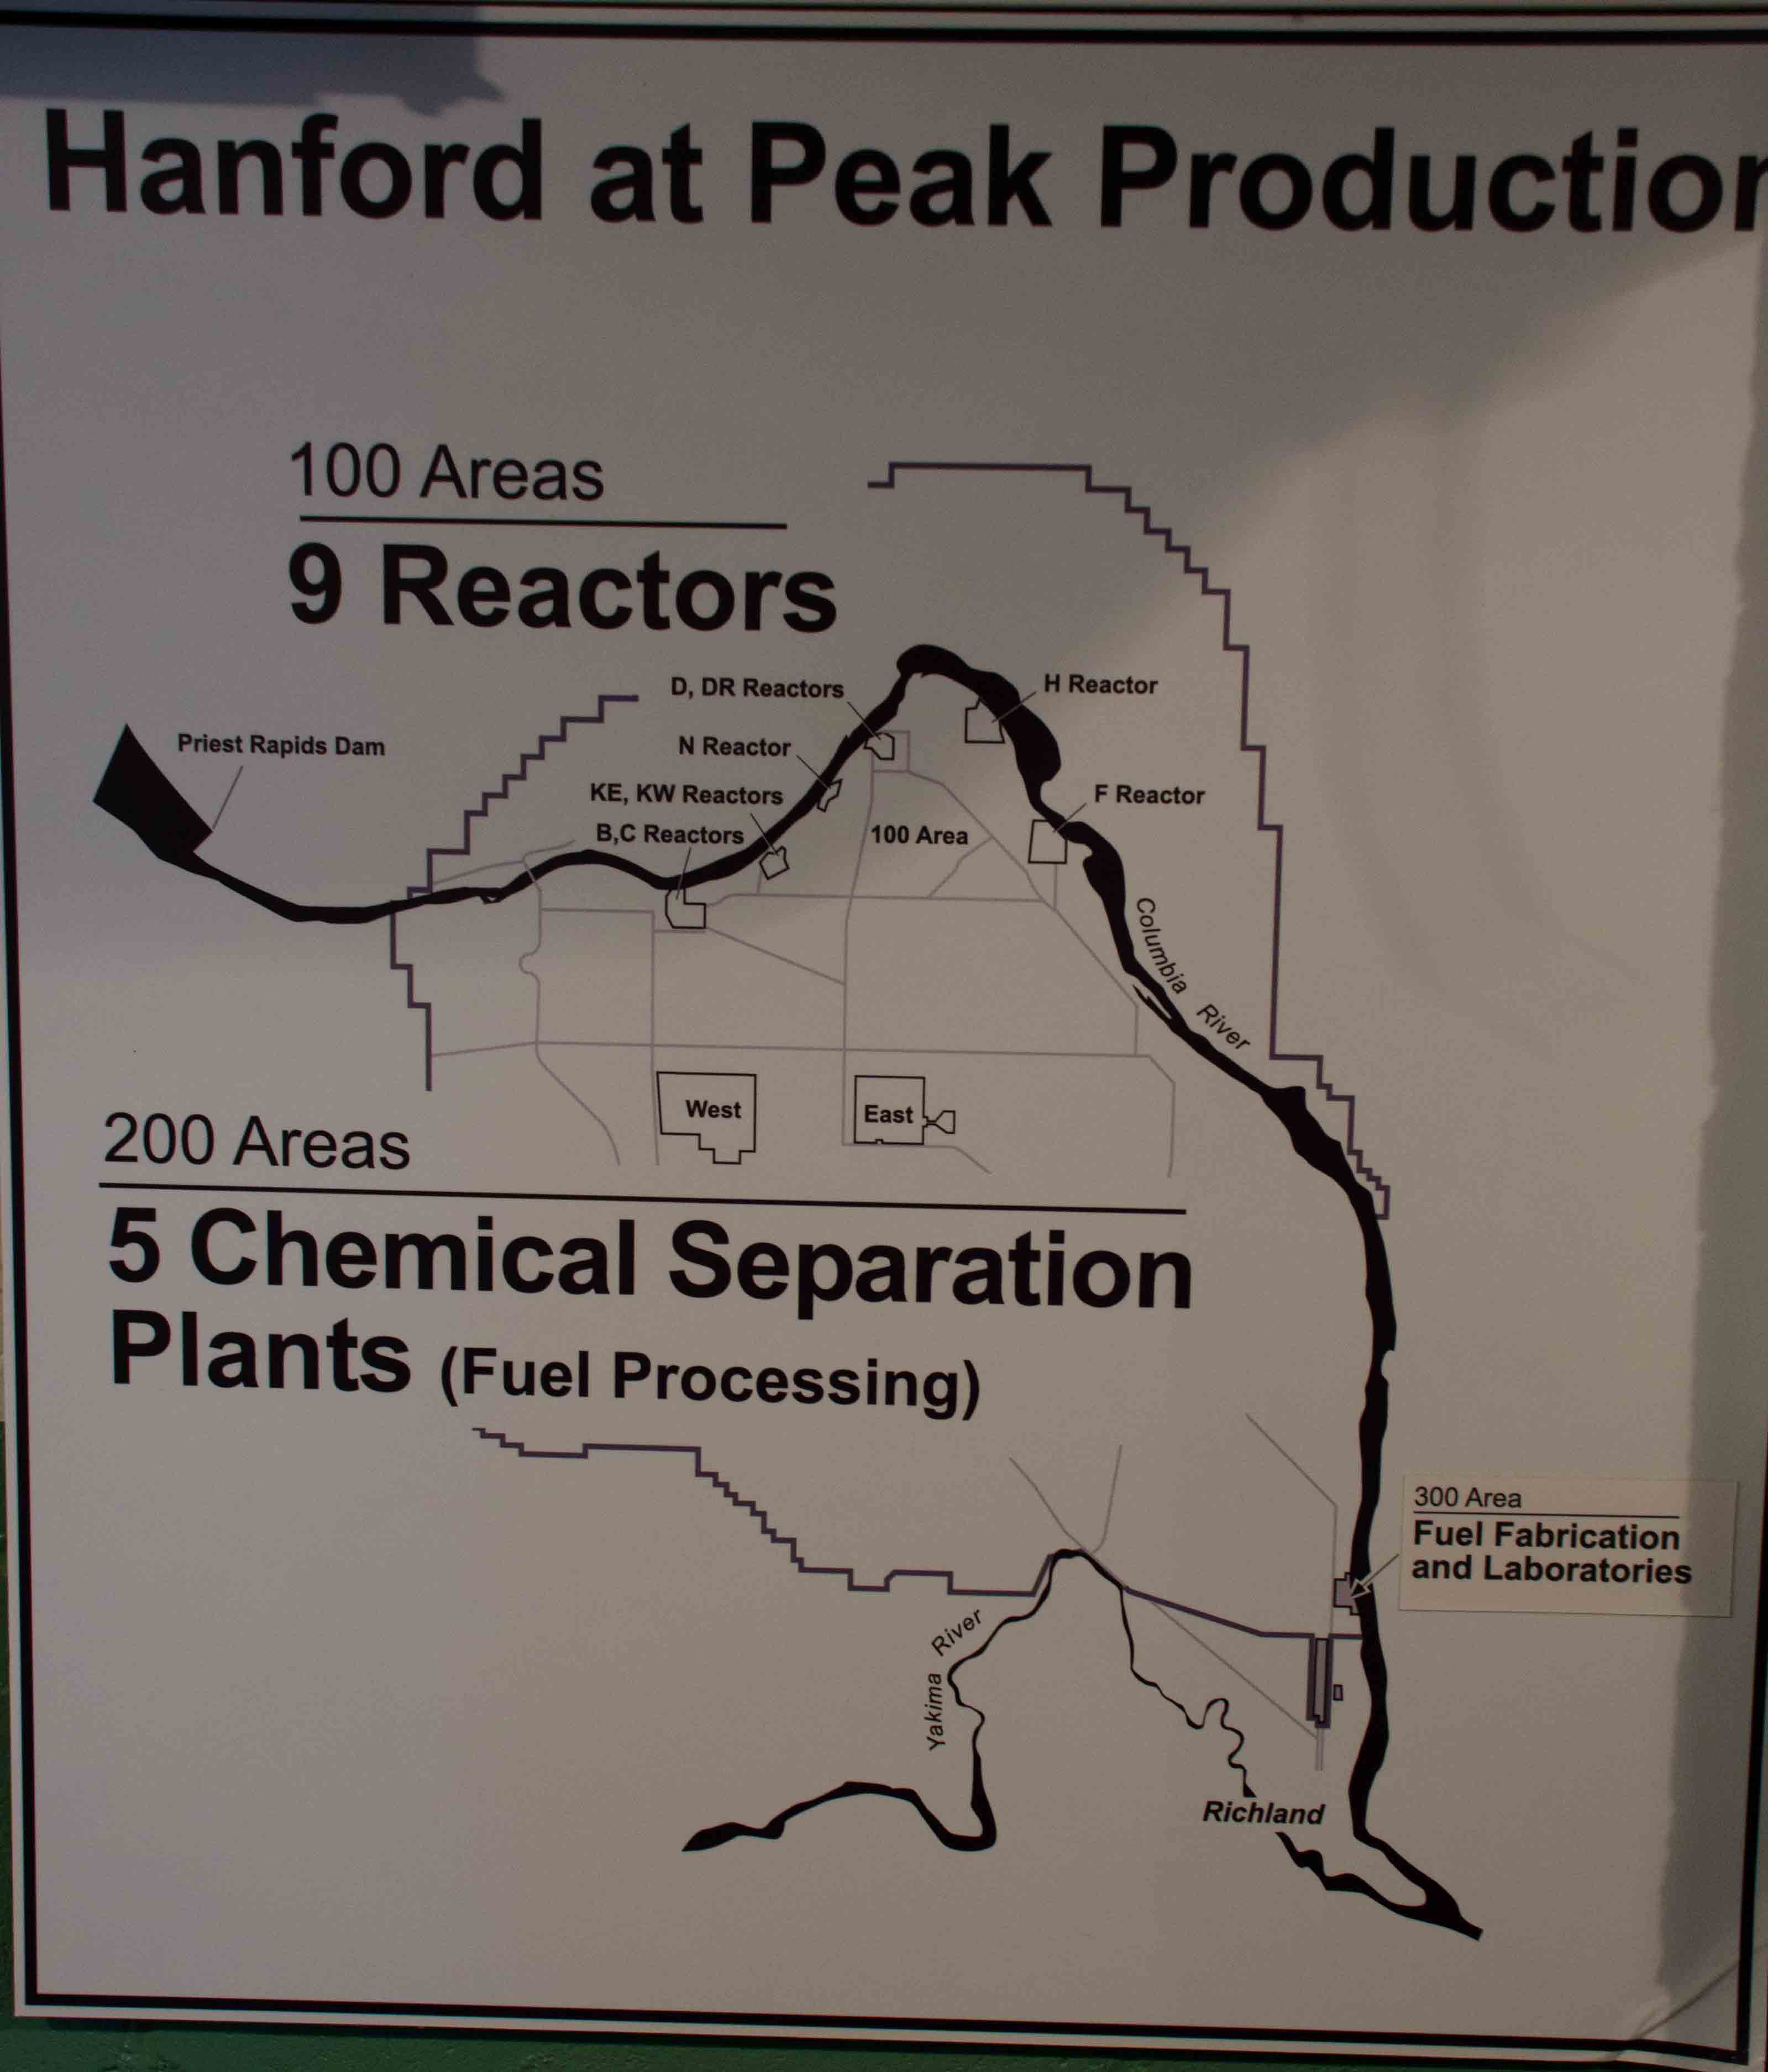 Hanford at Peak Production
100 Areas
9 Reactors
D, DR Reactors
H Reactor
Priest Rapids Dam
N Reactor
KE, KW Reactors
F Reactor
B,C Reactors
100 Area
Columbia River
West
East
200 Areas
5 Chemical Separation
Plants (Fuel Processing)
300 Area
Fuel Fabrication
and Laboratories
Yakima River
Richland